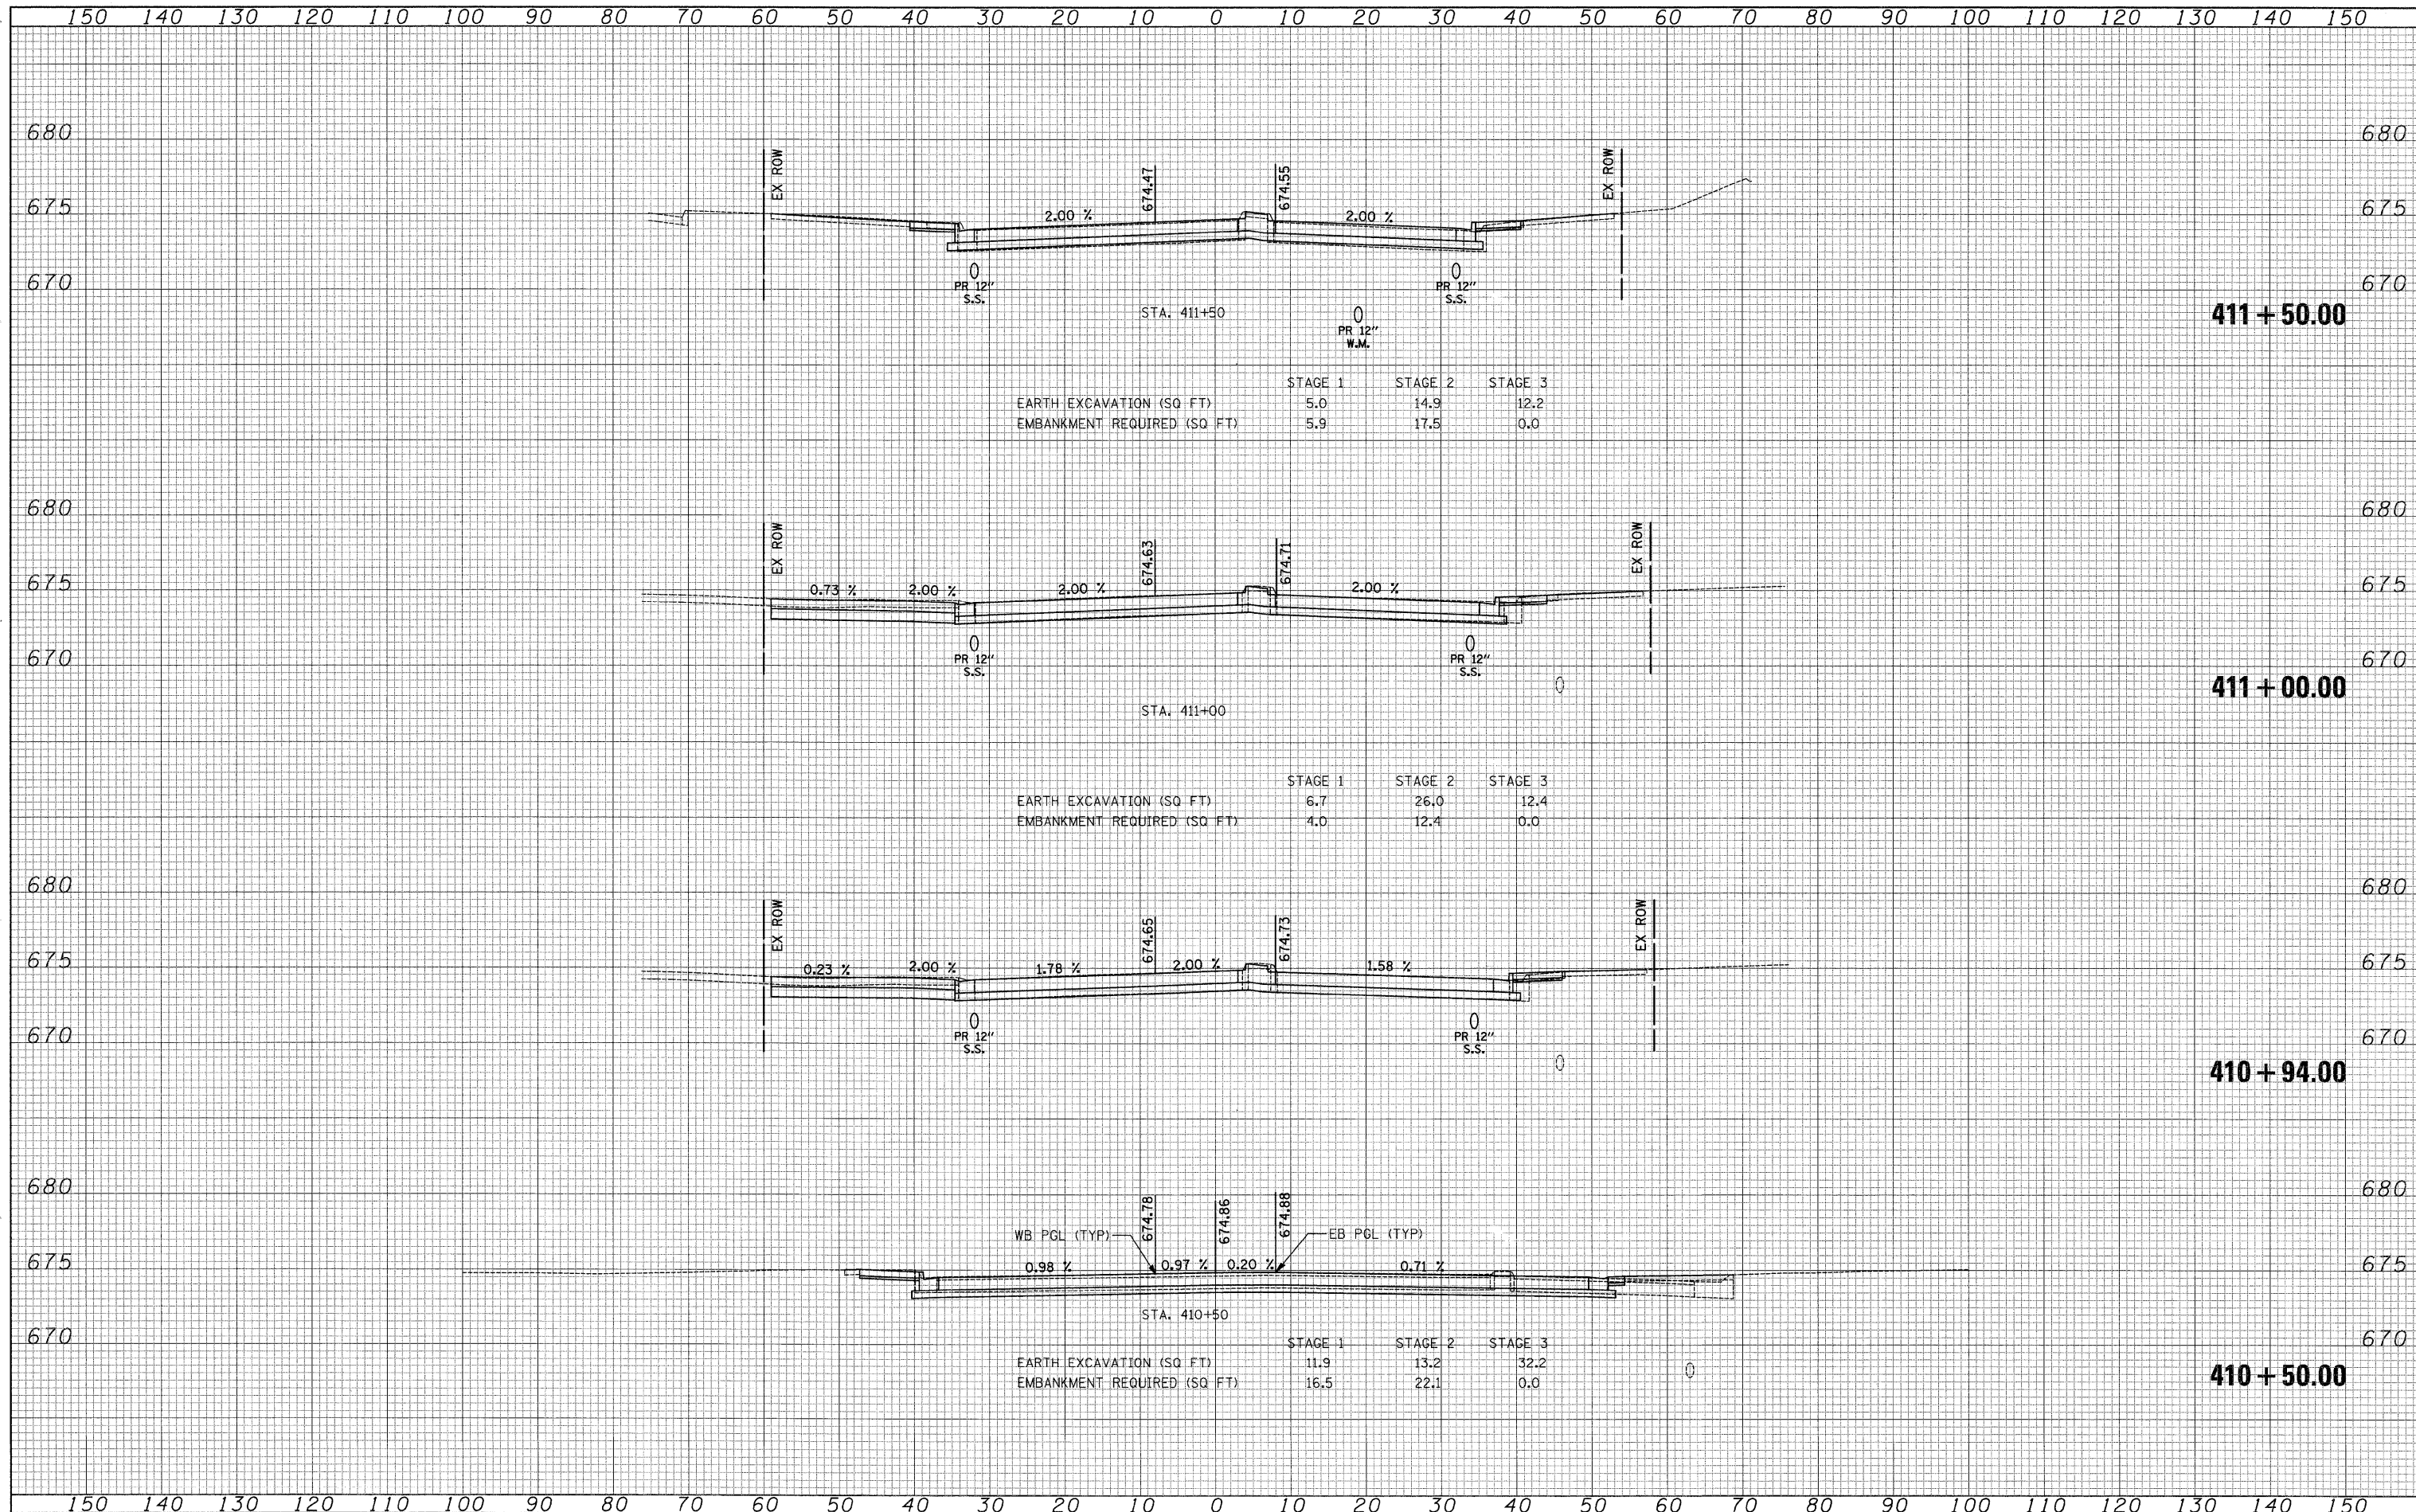 150 140 130 120 110 100 90 80 70 60 50 40 30 20 10 0 10 20 30 40 50 60 70 80 90 100 110 120 130 140 150
680 680
EX ROW 674.47 674.55 EX ROW
675 2.00 % 2.00 % 675
670 PR 12" S.S. PR 12" S.S. 670
STA. 411+50 PR 12" W.M. 411+50.00
STAGE 1 STAGE 2 STAGE 3
EARTH EXCAVATION (SQ FT) 5.0 14.9 12.2
EMBANKMENT REQUIRED (SQ FT) 5.9 17.5 0.0
680 680
EX ROW 674.63 674.71 EX ROW
675 0.73 % 2.00 % 2.00 % 2.00 % 675
670 PR 12" S.S. PR 12" S.S. 670
411+00.00
STA. 411+00
STAGE 1 STAGE 2 STAGE 3
EARTH EXCAVATION (SQ FT) 6.7 26.0 12.4
EMBANKMENT REQUIRED (SQ FT) 4.0 12.4 0.0
680 680
EX ROW 674.65 674.73 EX ROW
675 0.23 % 2.00 % 1.78 % 2.00 % 1.58 % 675
670 PR 12" S.S. PR 12" S.S. 670
410+94.00
680 680
674.78 674.86 674.88
WB PGL (TYP) EB PGL (TYP)
675 0.98 % 0.97 % 0.20 % 0.71 % 675
STA. 410+50
670 STAGE 1 STAGE 2 STAGE 3 670
EARTH EXCAVATION (SQ FT) 11.9 13.2 32.2
EMBANKMENT REQUIRED (SQ FT) 16.5 22.1 0.0
410+50.00
150 140 130 120 110 100 90 80 70 60 50 40 30 20 10 0 10 20 30 40 50 60 70 80 90 100 110 120 130 140 150